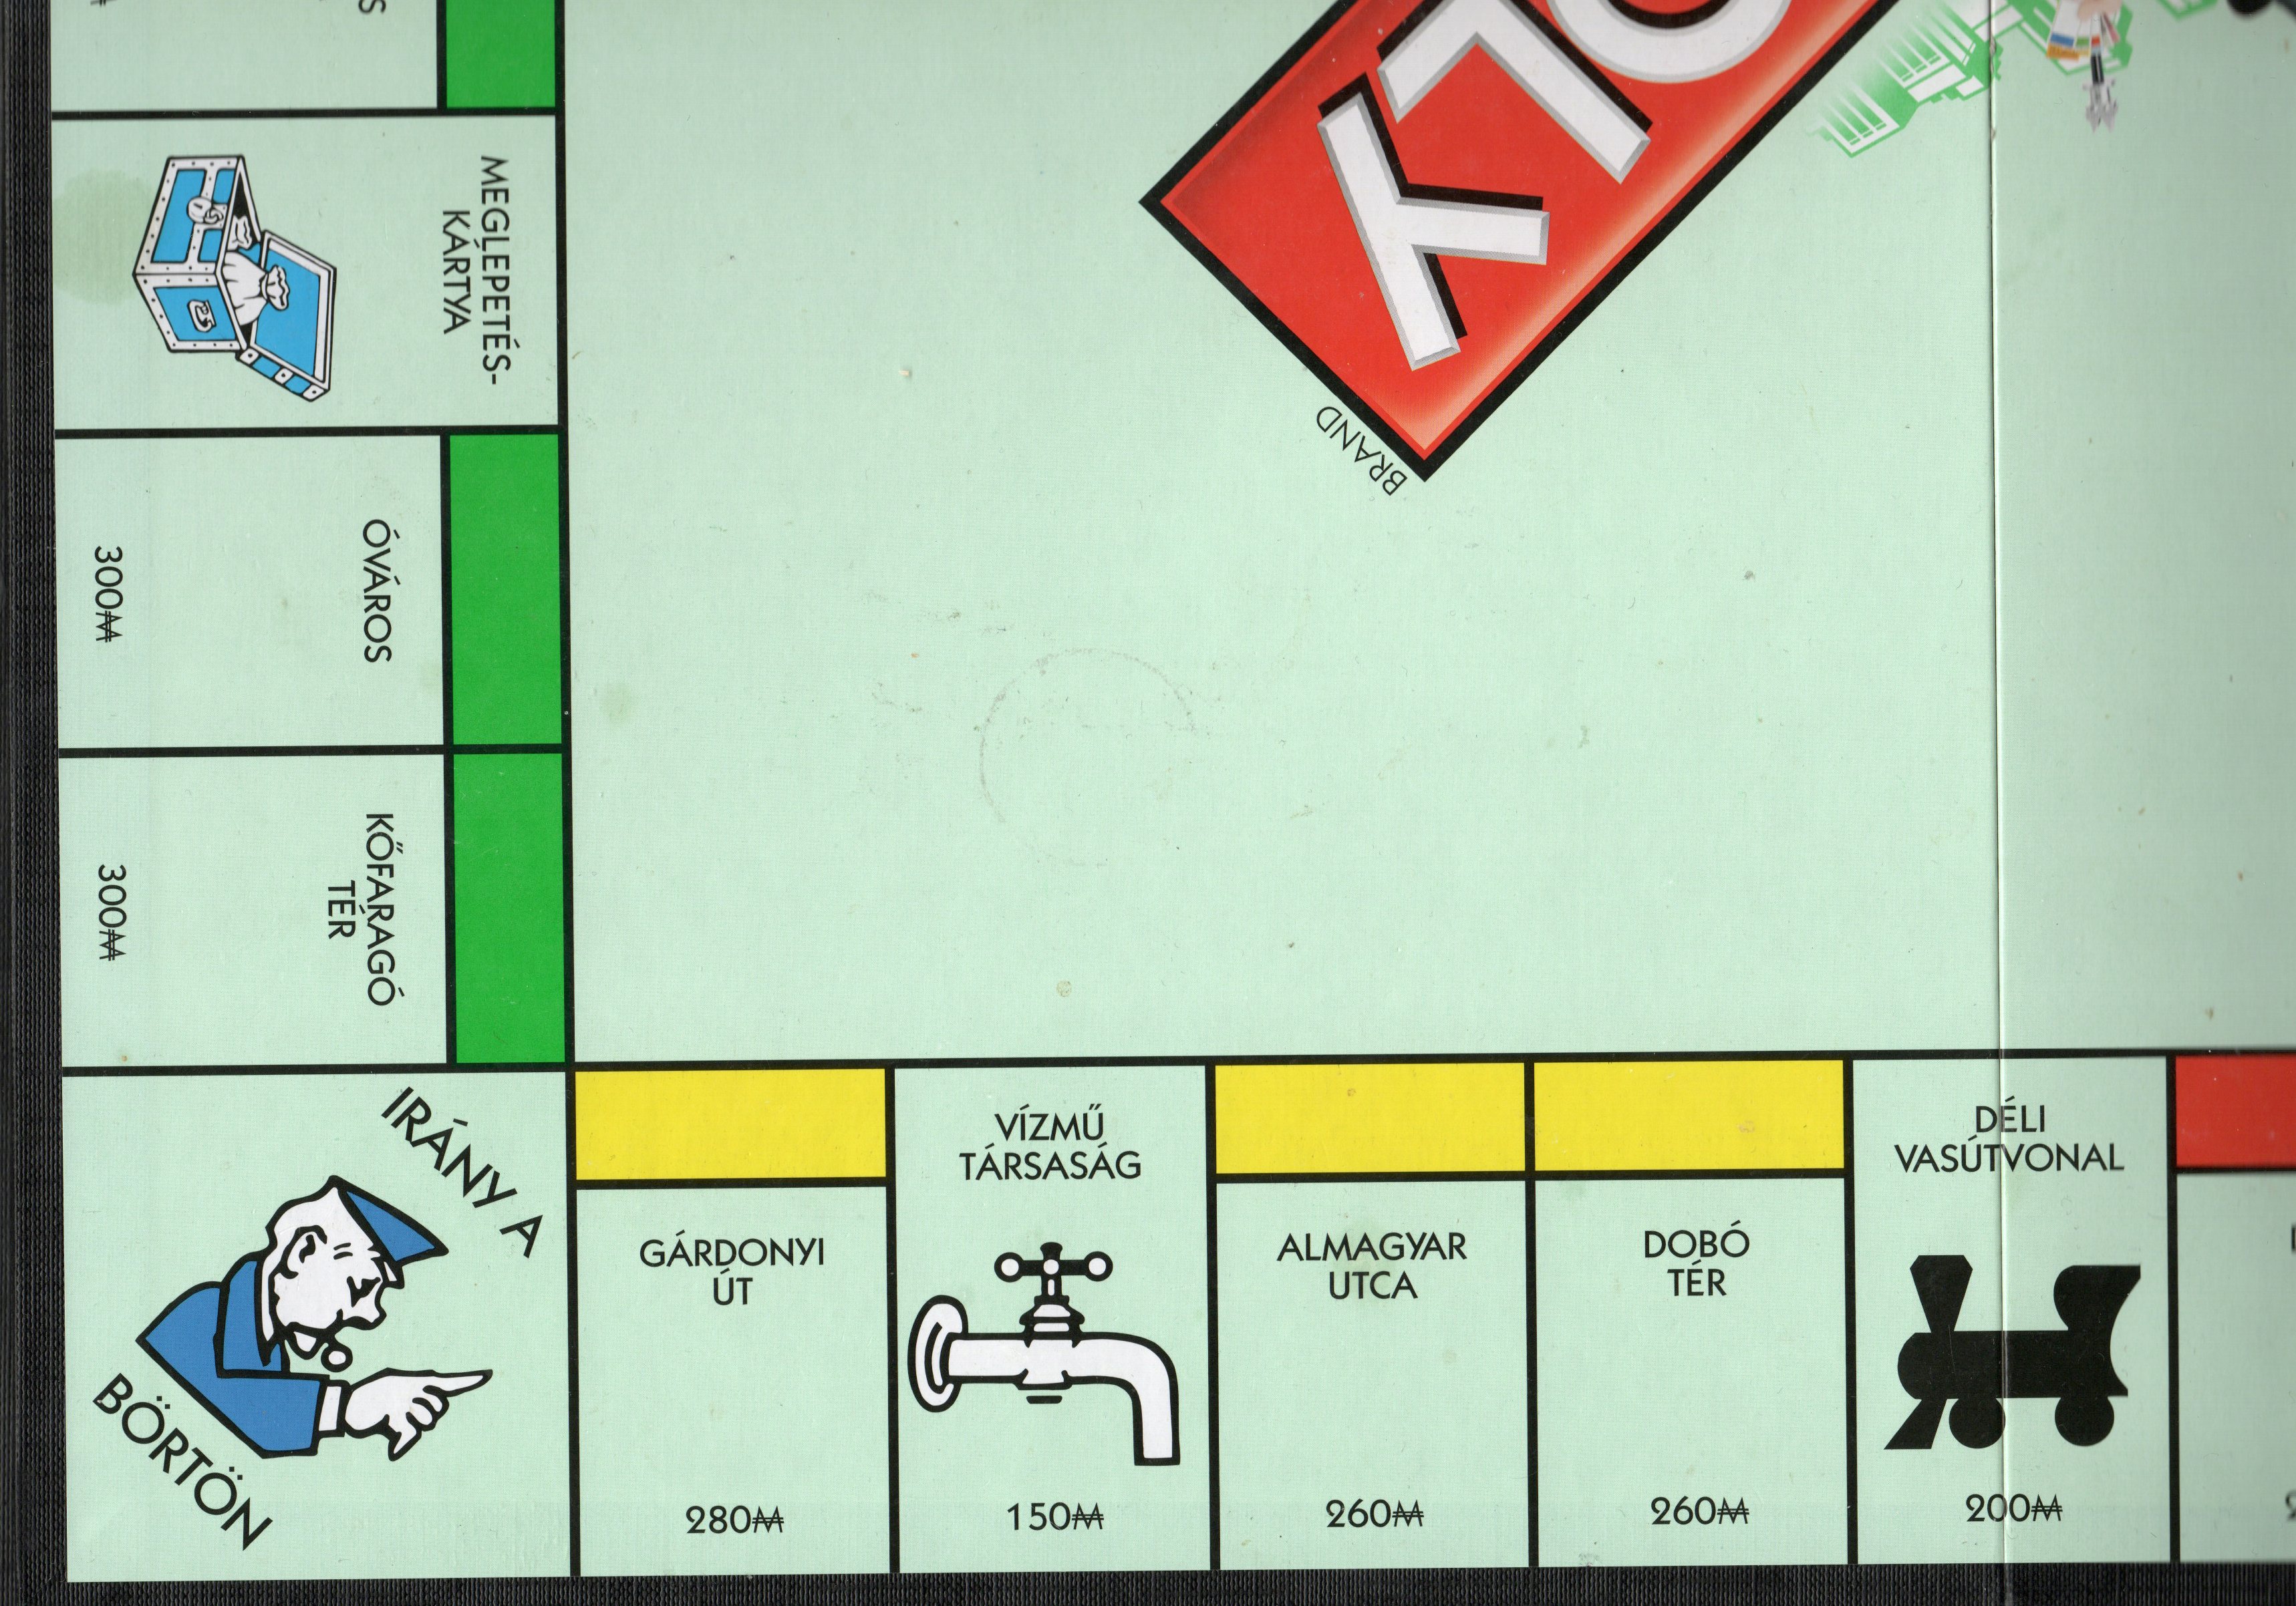 OLY
BRAND
MEGLEPETÉS-
KÁRTYA
ÓVÁROS
300₩
KŐFARAGÓ
TÉR
300₩
IRÁNY A
BÖRTÖN
GÁRDONYI
ÚT
280₩
VÍZMŰ
TÁRSASÁG
150₩
ALMAGYAR
UTCA
260₩
DOBÓ
TÉR
260₩
DÉLI
VASÚTVONAL
200₩